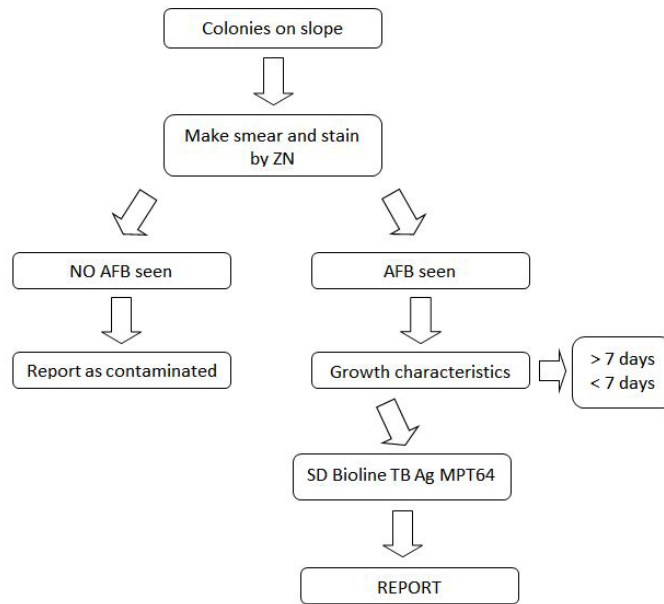 Colonies on slope
Make smear and stain
by ZN
NO AFB seen
AFB seen
Report as contaminated
Growth characteristics
> 7 days
< 7 days
SD Bioline TB Ag MPT64
REPORT